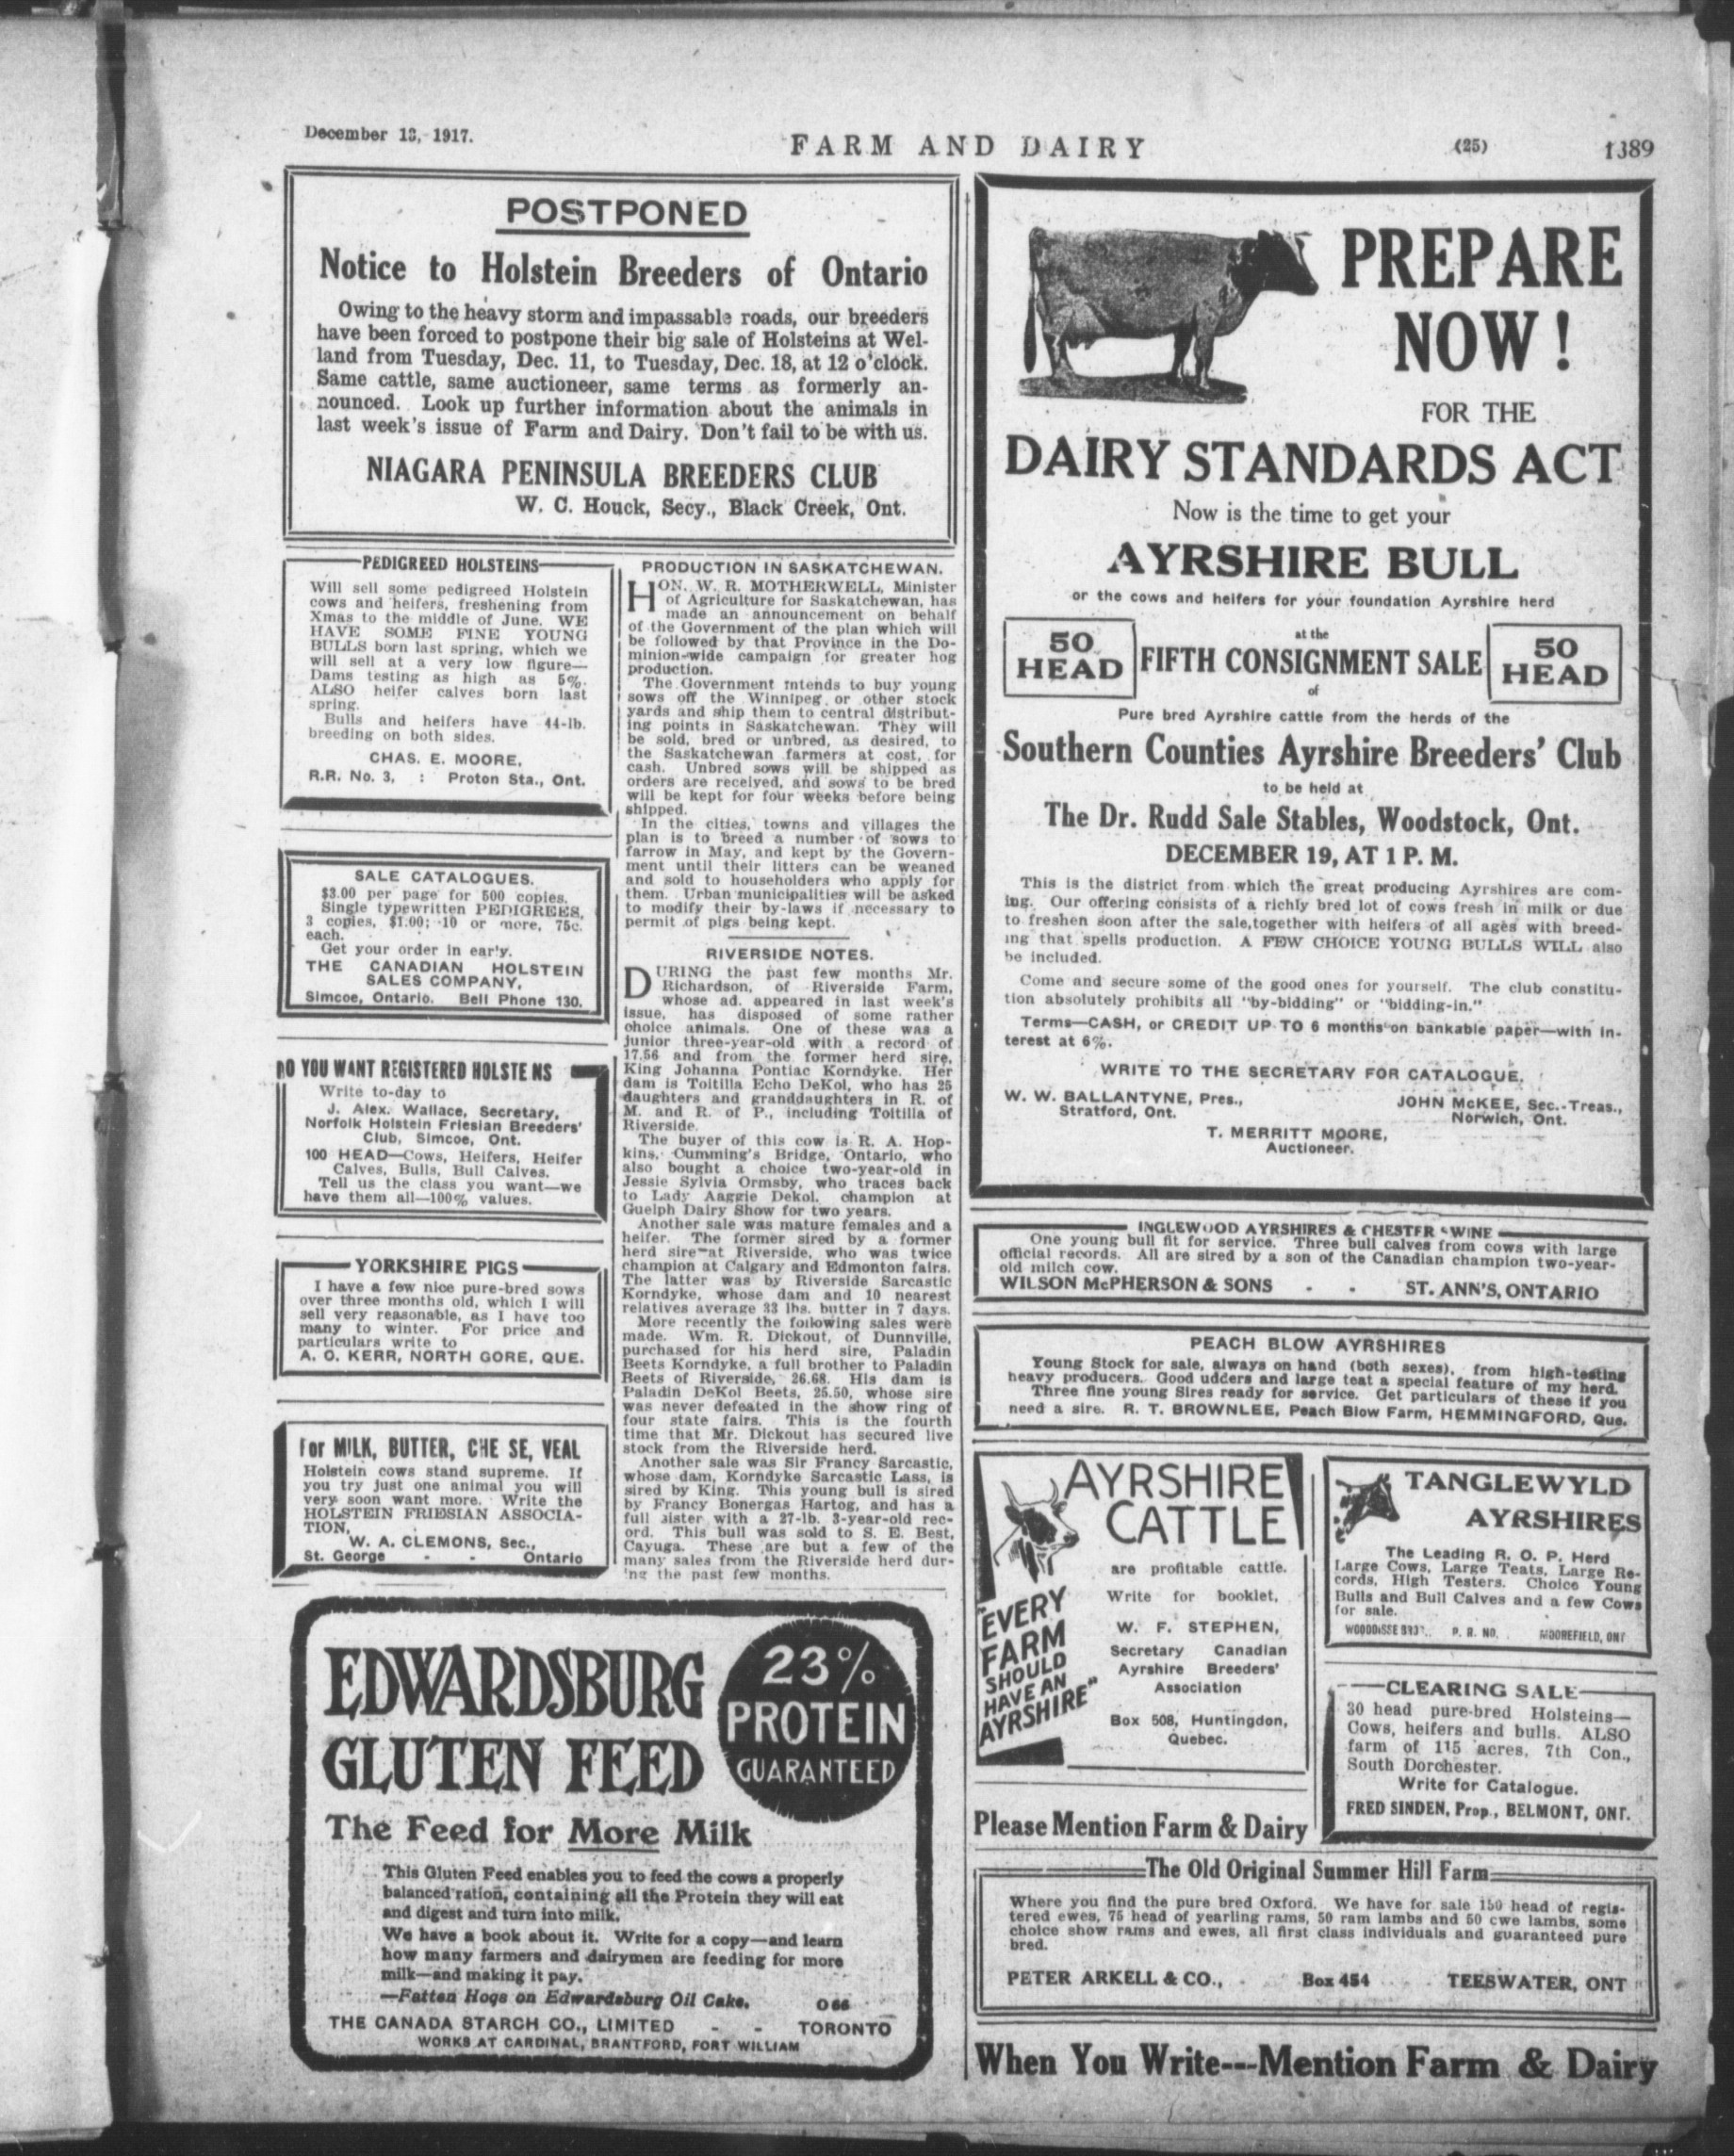 December 13, 1917.
FARM AND DAIRY
(25)
1389
POSTPONED
Notice to Holstein Breeders of Ontario
Owing to the heavy storm and impassable roads, our breeders
have been forced to postpone their big sale of Holsteins at Wel-
land from Tuesday, Dec. 11, to Tuesday, Dec. 18, at 12 o'clock.
Same cattle, same auctioneer, same terms as formerly an-
nounced. Look up further information about the animals in
last week's issue of Farm and Dairy. Don't fail to be with us.
NIAGARA PENINSULA BREEDERS CLUB
W. C. Houck, Secy., Black Creek, Ont.
PEDIGREED HOLSTEINS
Will sell some pedigreed Holstein
cows and heifers, freshening from
Xmas to the middle of June. WE
HAVE SOME FINE YOUNG
BULLS born last spring, which we
will sell at a very low figure—
Dams testing as high as 5%.
ALSO heifer calves born last
spring.
Bulls and heifers have 44-lb.
breeding on both sides.
CHAS. E. MOORE,
R.R. No. 3, : Proton Sta., Ont.
SALE CATALOGUES.
$3.00 per page for 500 copies.
Single typewritten PEDIGREES,
3 copies, $1.00; 10 or more, 75c.
each.
Get your order in early.
THE CANADIAN HOLSTEIN
SALES COMPANY,
Simcoe, Ontario. Bell Phone 130.
DO YOU WANT REGISTERED HOLSTE NS
Write to-day to
J. Alex. Wallace, Secretary,
Norfolk Holstein Friesian Breeders'
Club, Simcoe, Ont.
100 HEAD—Cows, Heifers, Heifer
Calves, Bulls, Bull Calves.
Tell us the class you want—we
have them all—100% values.
YORKSHIRE PIGS
I have a few nice pure-bred sows
over three months old, which I will
sell very reasonable, as I have too
many to winter. For price and
particulars write to
A. O. KERR, NORTH GORE, QUE.
For MILK, BUTTER, CHE SE, VEAL
Holstein cows stand supreme. If
you try just one animal you will
very soon want more. Write the
HOLSTEIN FRIESIAN ASSOCIA-
TION,
W. A. CLEMONS, Sec.,
St. George - - Ontario
PRODUCTION IN SASKATCHEWAN.
HON. W. R. MOTHERWELL, Minister
of Agriculture for Saskatchewan, has
made an announcement on behalf
of the Government of the plan which will
be followed by that Province in the Do-
minion-wide campaign for greater hog
production.
The Government intends to buy young
sows off the Winnipeg or other stock
yards and ship them to central distribut-
ing points in Saskatchewan. They will
be sold, bred or unbred, as desired, to
the Saskatchewan farmers at cost, for
cash. Unbred sows will be shipped as
orders are received, and sows to be bred
will be kept for four weeks before being
shipped.
In the cities, towns and villages the
plan is to breed a number of sows to
farrow in May, and kept by the Govern-
ment until their litters can be weaned
and sold to householders who apply for
them. Urban municipalities will be asked
to modify their by-laws if necessary to
permit of pigs being kept.
RIVERSIDE NOTES.
DURING the past few months Mr.
Richardson, of Riverside Farm,
whose ad. appeared in last week's
issue, has disposed of some rather
choice animals. One of these was a
junior three-year-old with a record of
17.56 and from the former herd sire,
King Johanna Pontiac Korndyke. Her
dam is Toitilla Echo DeKol, who has 25
daughters and granddaughters in R. of
M. and R. of P., including Toitilla of
Riverside.
The buyer of this cow is R. A. Hop-
kins, Cumming's Bridge, Ontario, who
also bought a choice two-year-old in
Jessie Sylvia Ormsby, who traces back
to Lady Aaggie Dekol, champion at
Guelph Dairy Show for two years.
Another sale was mature females and a
heifer. The former sired by a former
herd sire at Riverside, who was twice
champion at Calgary and Edmonton fairs.
The latter was by Riverside Sarcastic
Korndyke, whose dam and 10 nearest
relatives average 33 lbs. butter in 7 days.
More recently the following sales were
made. Wm. R. Dickout, of Dunnville,
purchased for his herd sire, Paladin
Beets Korndyke, a full brother to Paladin
Beets of Riverside, 26.68. His dam is
Paladin DeKol Beets, 25.50, whose sire
was never defeated in the show ring of
four state fairs. This is the fourth
time that Mr. Dickout has secured live
stock from the Riverside herd.
Another sale was Sir Francy Sarcastic,
whose dam, Korndyke Sarcastic Lass, is
sired by King. This young bull is sired
by Francy Bonergas Hartog, and has a
full sister with a 27-lb. 3-year-old rec-
ord. This bull was sold to S. E. Best,
Cayuga. These are but a few of the
many sales from the Riverside herd dur-
ing the past few months.
EDWARDSBURG
GLUTEN FEED
23%
PROTEIN
GUARANTEED
The Feed for More Milk
This Gluten Feed enables you to feed the cows a properly
balanced ration, containing all the Protein they will eat
and digest and turn into milk.
We have a book about it. Write for a copy—and learn
how many farmers and dairymen are feeding for more
milk—and making it pay.
—Fatten Hogs on Edwardsburg Oil Cake. O 66
THE CANADA STARCH CO., LIMITED - - TORONTO
WORKS AT CARDINAL, BRANTFORD, FORT WILLIAM
PREPARE
NOW!
FOR THE
DAIRY STANDARDS ACT
Now is the time to get your
AYRSHIRE BULL
or the cows and heifers for your foundation Ayrshire herd
50
HEAD
at the
FIFTH CONSIGNMENT SALE
of
50
HEAD
Pure bred Ayrshire cattle from the herds of the
Southern Counties Ayrshire Breeders' Club
to be held at
The Dr. Rudd Sale Stables, Woodstock, Ont.
DECEMBER 19, AT 1 P. M.
This is the district from which the great producing Ayrshires are com-
ing. Our offering consists of a richly bred lot of cows fresh in milk or due
to freshen soon after the sale, together with heifers of all ages with breed-
ing that spells production. A FEW CHOICE YOUNG BULLS WILL also
be included.
Come and secure some of the good ones for yourself. The club constitu-
tion absolutely prohibits all "by-bidding" or "bidding-in."
Terms—CASH, or CREDIT UP TO 6 months on bankable paper—with in-
terest at 6%.
WRITE TO THE SECRETARY FOR CATALOGUE.
W. W. BALLANTYNE, Pres.,
Stratford, Ont.
JOHN McKEE, Sec.-Treas.,
Norwich, Ont.
T. MERRITT MOORE,
Auctioneer.
INGLEWOOD AYRSHIRES & CHESTER SWINE
One young bull fit for service. Three bull calves from cows with large
official records. All are sired by a son of the Canadian champion two-year-
old milch cow.
WILSON McPHERSON & SONS - - ST. ANN'S, ONTARIO
PEACH BLOW AYRSHIRES
Young Stock for sale, always on hand (both sexes), from high-testing
heavy producers. Good udders and large teat a special feature of my herd.
Three fine young Sires ready for service. Get particulars of these if you
need a sire. R. T. BROWNLEE, Peach Blow Farm, HEMMINGFORD, Que.
AYRSHIRE
CATTLE
are profitable cattle.
Write for booklet,
W. F. STEPHEN,
Secretary Canadian
Ayrshire Breeders'
Association
Box 508, Huntingdon,
Quebec.
"EVERY
FARM
SHOULD
HAVE AN
AYRSHIRE"
TANGLEWYLD
AYRSHIRES
The Leading R. O. P. Herd
Large Cows, Large Teats, Large Re-
cords, High Testers. Choice Young
Bulls and Bull Calves and a few Cows
for sale.
WOODDISSE BROS., R. R. NO. MOOREFIELD, ONT
CLEARING SALE
30 head pure-bred Holsteins—
Cows, heifers and bulls. ALSO
farm of 115 acres, 7th Con.,
South Dorchester.
Write for Catalogue.
FRED SINDEN, Prop., BELMONT, ONT.
Please Mention Farm & Dairy
The Old Original Summer Hill Farm
Where you find the pure bred Oxford. We have for sale 150 head of regis-
tered ewes, 75 head of yearling rams, 50 ram lambs and 50 ewe lambs, some
choice show rams and ewes, all first class individuals and guaranteed pure
bred.
PETER ARKELL & CO., Box 454 TEESWATER, ONT
When You Write---Mention Farm & Dairy